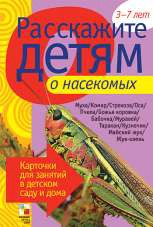 3–7 лет
Расскажите
детям
о насекомых
Муха/Комар/Стрекоза/Оса/
Пчела/Божья коровка/
Бабочка/Муравей/
Таракан/Кузнечик/
Майский жук/
Жук-олень
Карточки
для занятий
в детском
саду и дома